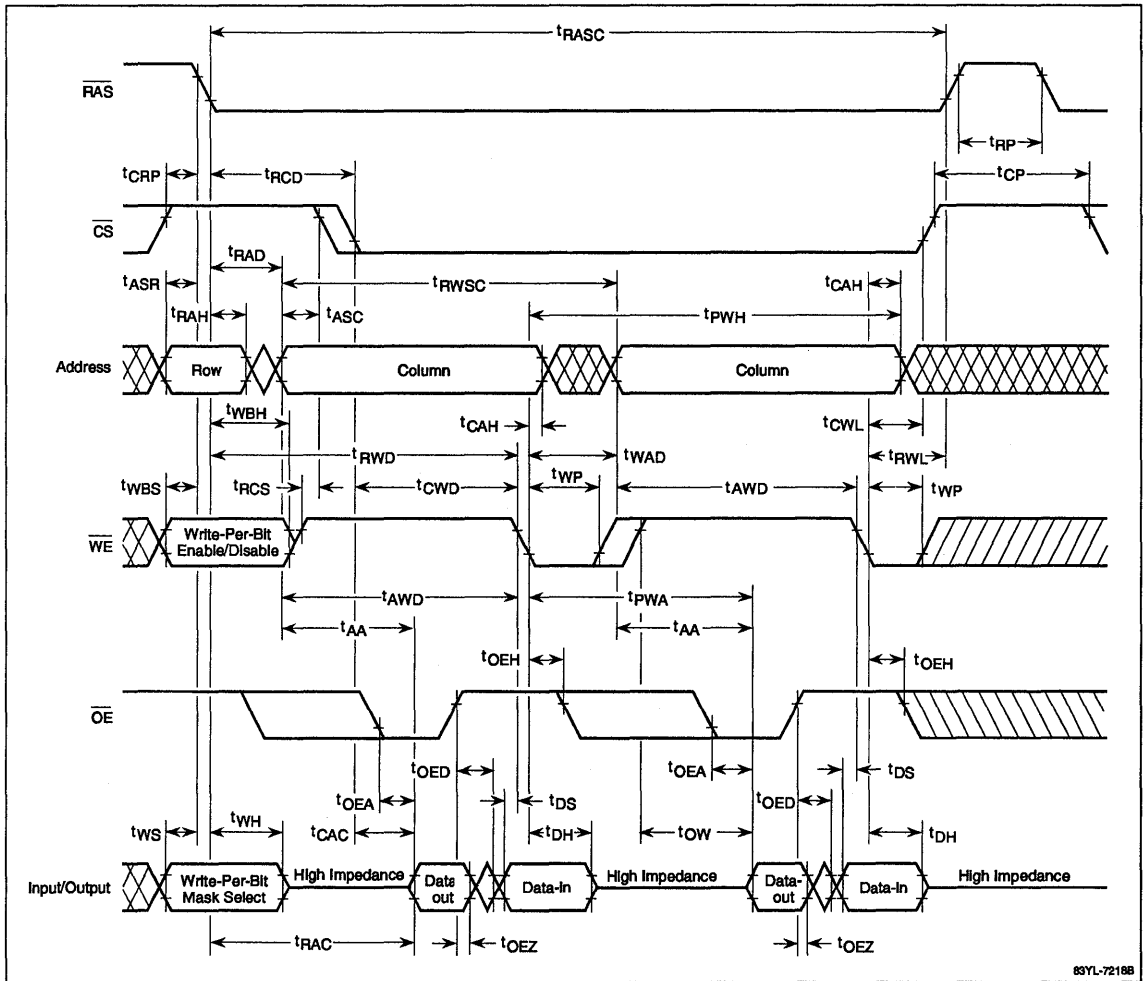 tRASC
RAS
tRP
tCRP
tRCD
tCP
CS
tRAD
tASR
tRWSC
tCAH
tRAH
tASC
tPWH
Address
Row
Column
Column
tWBH
tCAH
tCWL
tRWD
tWAD
tRWL
tWBS
tRCS
tCWD
tWP
tAWD
tWP
WE
Write-Per-Bit
Enable/Disable
tAWD
tPWA
tAA
tAA
tOEH
tOEH
OE
tOED
tOEA
tDS
tOEA
tOED
tDS
tWS
tWH
tCAC
tDH
tOW
tDH
Input/Output
Write-Per-Bit
Mask Select
High Impedance
Data
out
Data-In
High Impedance
Data-
out
Data-In
High Impedance
tRAC
tOEZ
tOEZ
83YL-7218B